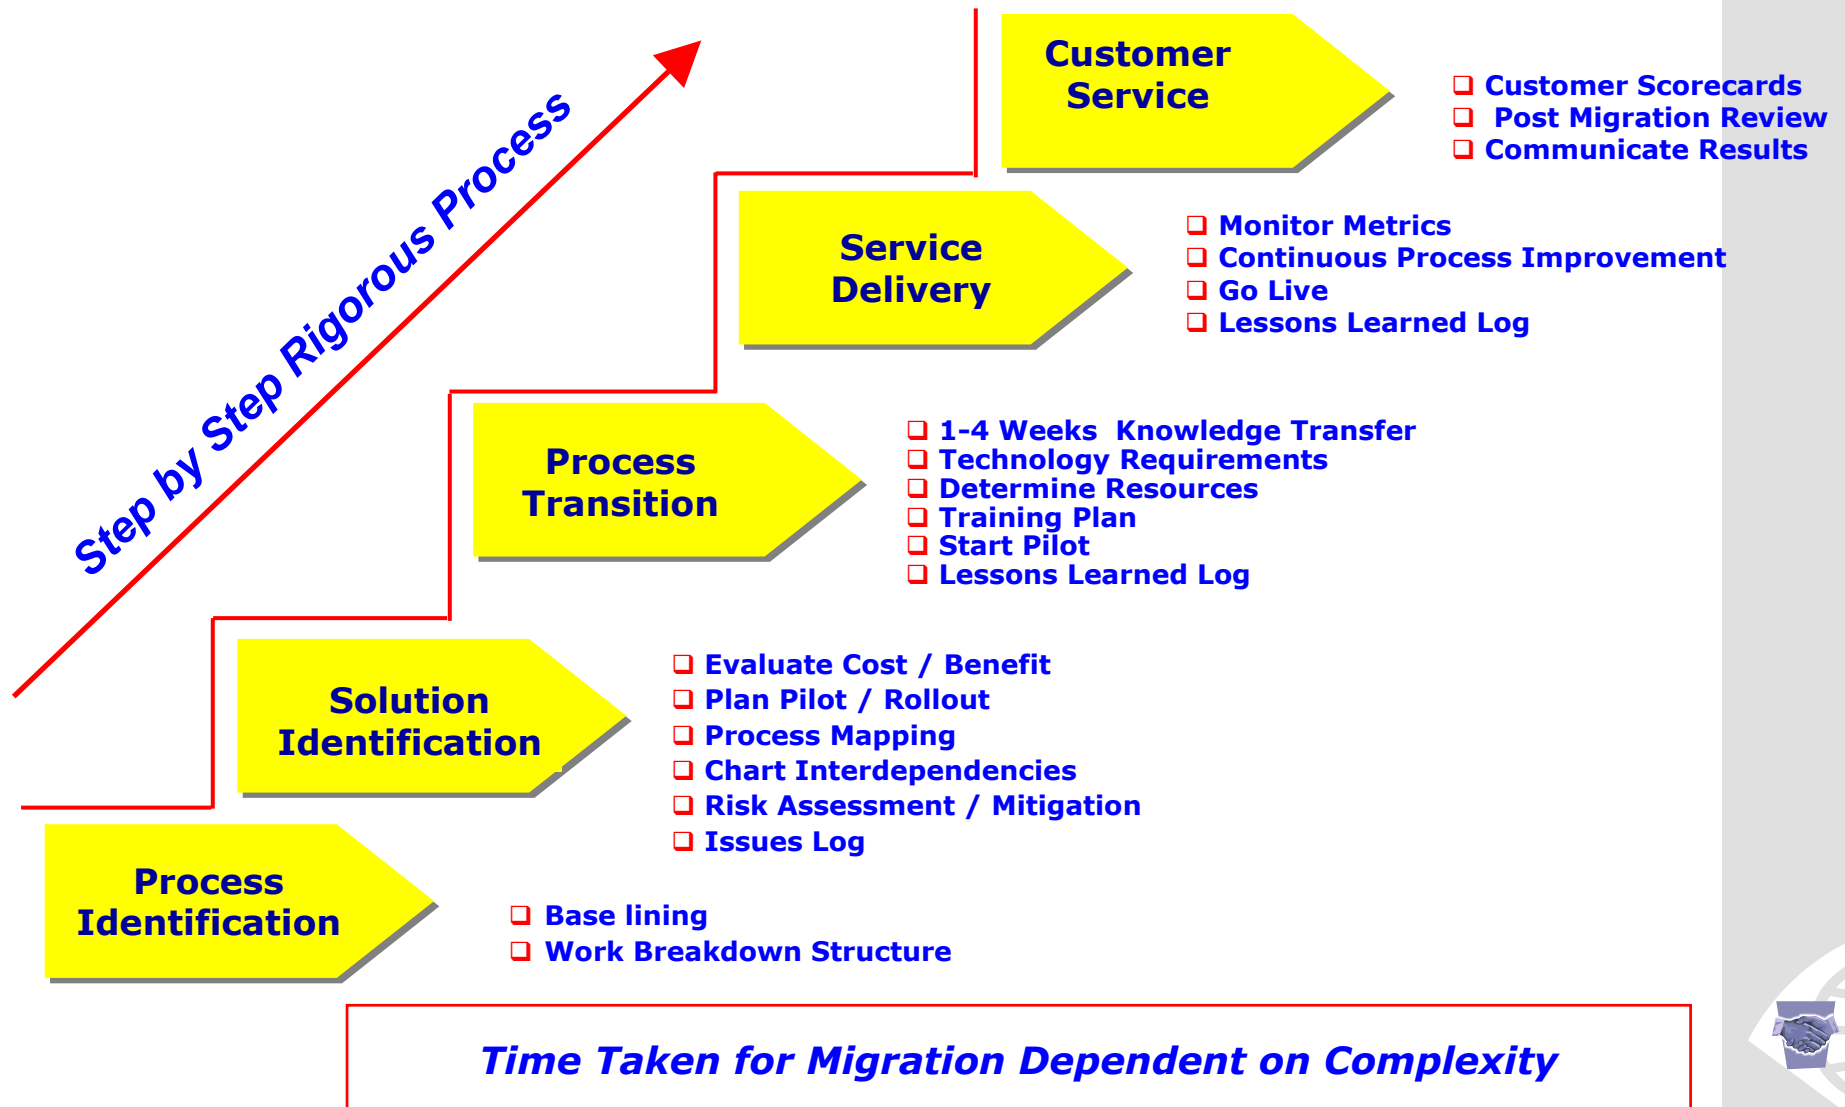 Customer
Service
Customer Scorecards
Post Migration Review
Communicate Results
Step by Step Rigorous Process
Service
Delivery
Monitor Metrics
Continuous Process Improvement
Go Live
Lessons Learned Log
Process
Transition
1-4 Weeks  Knowledge Transfer
Technology Requirements
Determine Resources
Training Plan
Start Pilot
Lessons Learned Log
Solution
Identification
Evaluate Cost / Benefit
Plan Pilot / Rollout
Process Mapping
Chart Interdependencies
Risk Assessment / Mitigation
Issues Log
Process
Identification
Base lining
Work Breakdown Structure
Time Taken for Migration Dependent on Complexity